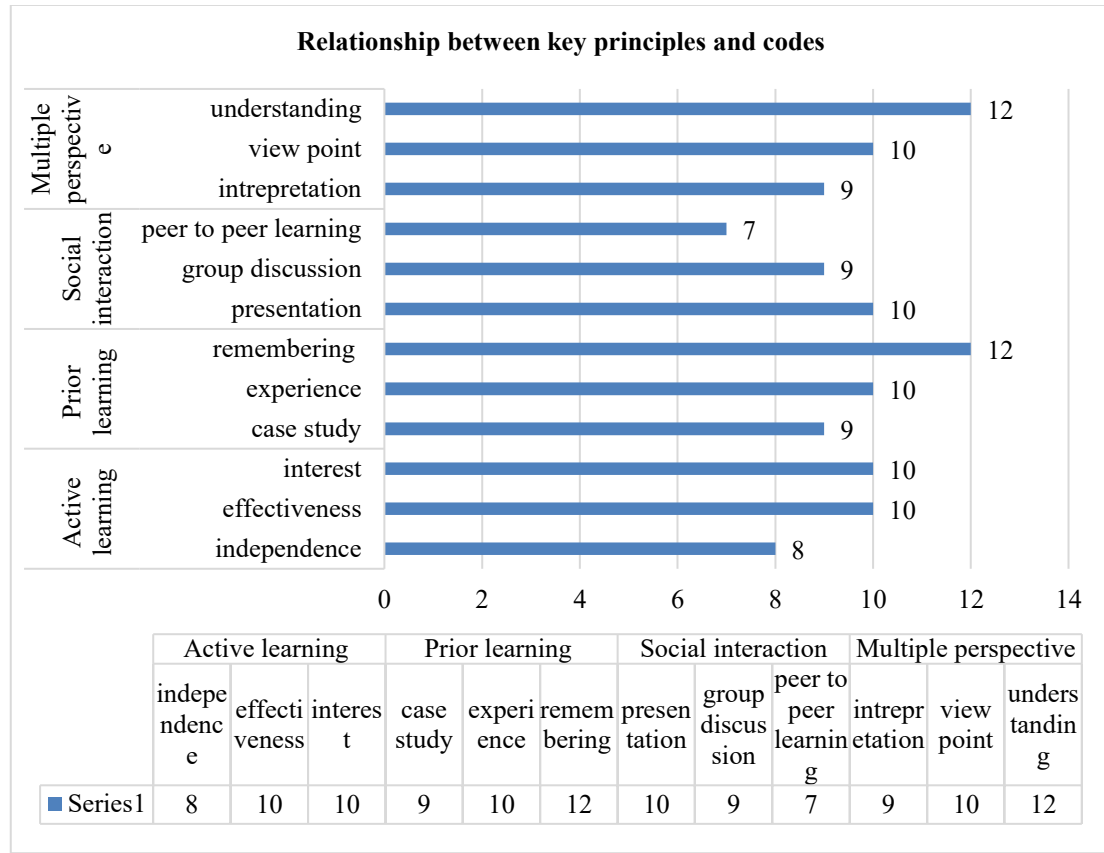 Relationship between key principles and codes
Multiple
perspectiv
e
understanding 12
view point 10
intrepretation 9
Social
interaction
peer to peer learning 7
group discussion 9
presentation 10
Prior
learning
remembering 12
experience 10
case study 9
Active
learning
interest 10
effectiveness 10
independence 8
0 2 4 6 8 10 12 14
Active learning Prior learning Social interaction Multiple perspective
indepe
ndenc
e
effecti
veness
interes
t
case
study
experi
ence
remem
bering
presen
tation
group
discus
sion
peer to
peer
learnin
g
intrepr
etation
view
point
unders
tandin
g
Series1 8 10 10 9 10 12 10 9 7 9 10 12